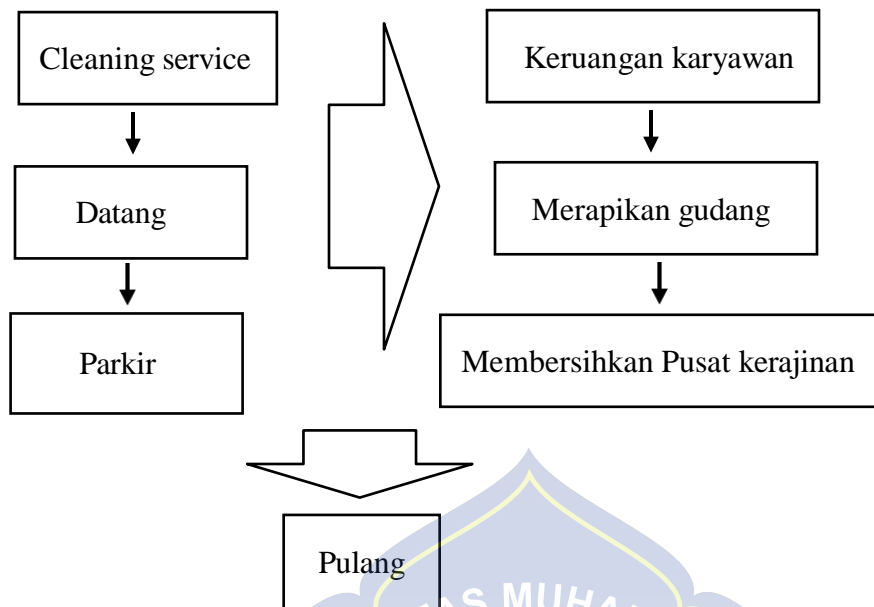 Cleaning service
Datang
Parkir
Keruangan karyawan
Merapikan gudang
Membersihkan Pusat kerajinan
Pulang